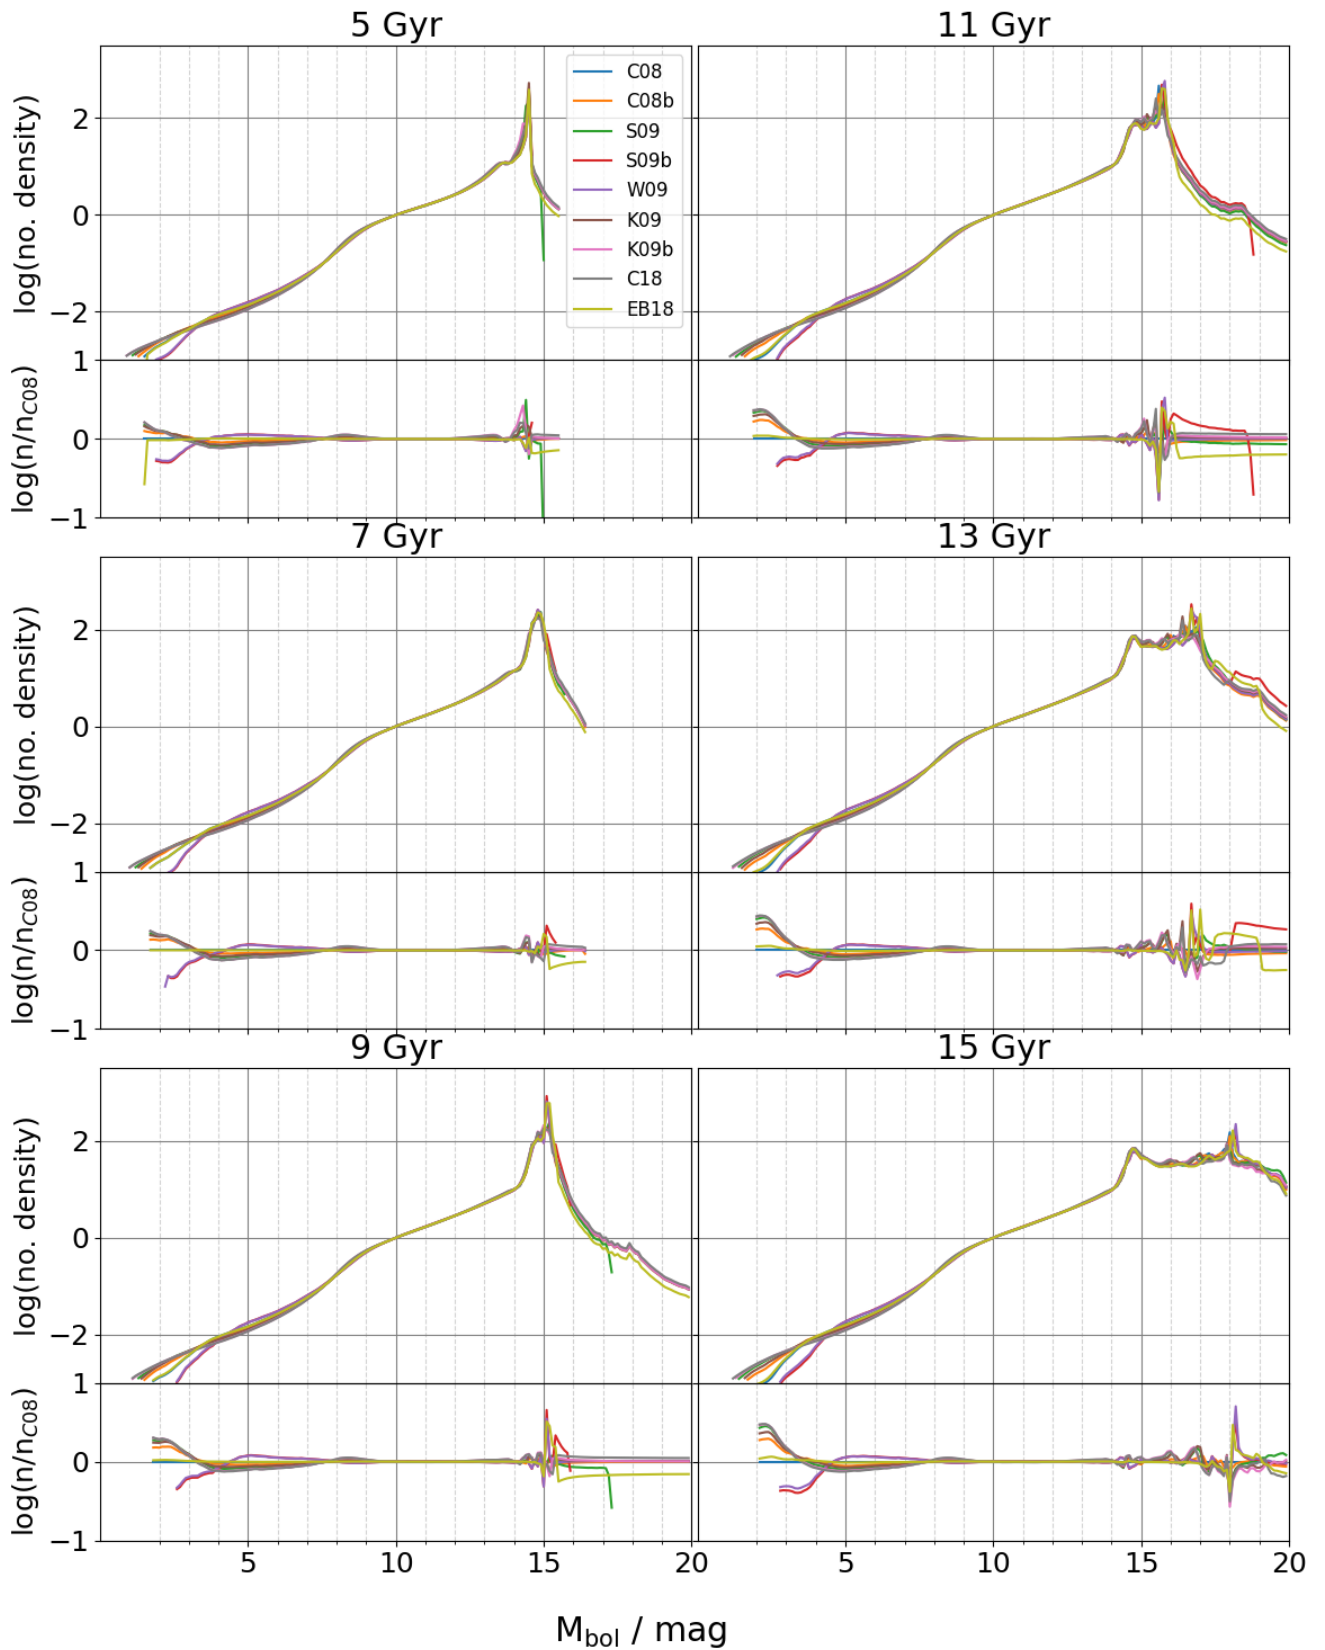 5 Gyr
11 Gyr
log(no. density)
2
0
−2
C08
C08b
S09
S09b
W09
K09
K09b
C18
EB18
log(n/n_C08)
1
0
−1
7 Gyr
13 Gyr
log(no. density)
2
0
−2
log(n/n_C08)
1
0
−1
9 Gyr
15 Gyr
log(no. density)
2
0
−2
log(n/n_C08)
1
0
−1
5 10 15 20 5 10 15 20
M_bol / mag